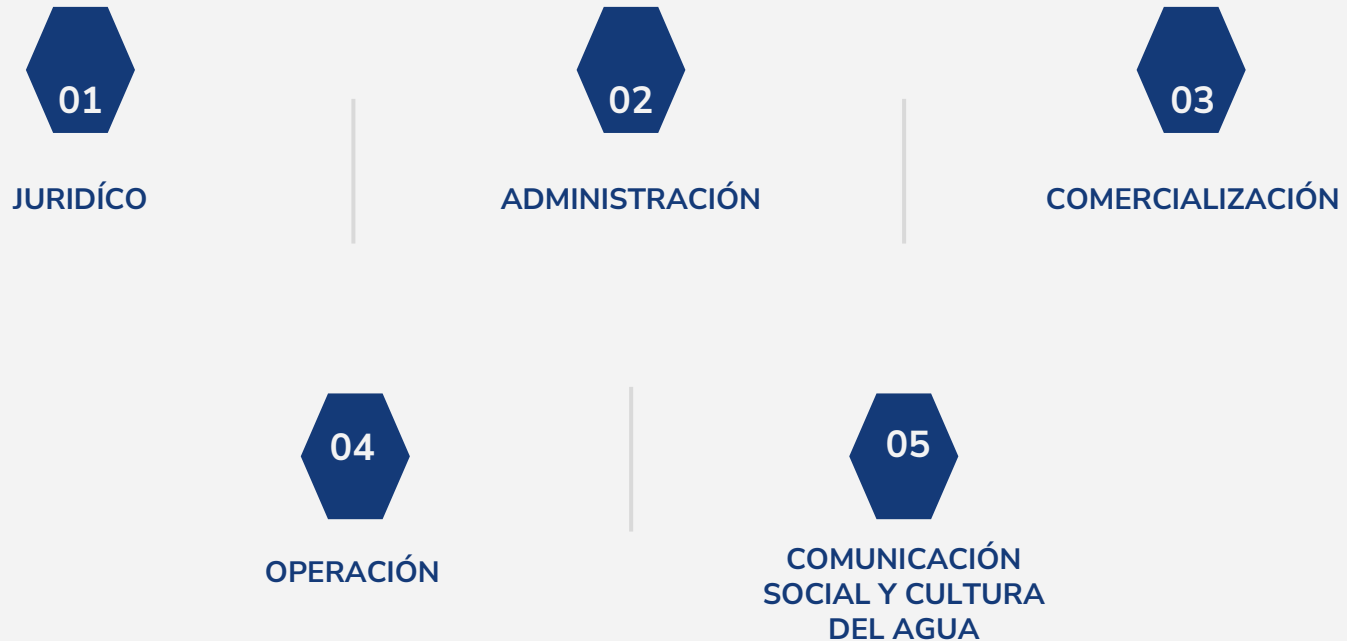 01
JURIDÍCO
02
ADMINISTRACIÓN
03
COMERCIALIZACIÓN
04
OPERACIÓN
05
COMUNICACIÓN
SOCIAL Y CULTURA
DEL AGUA